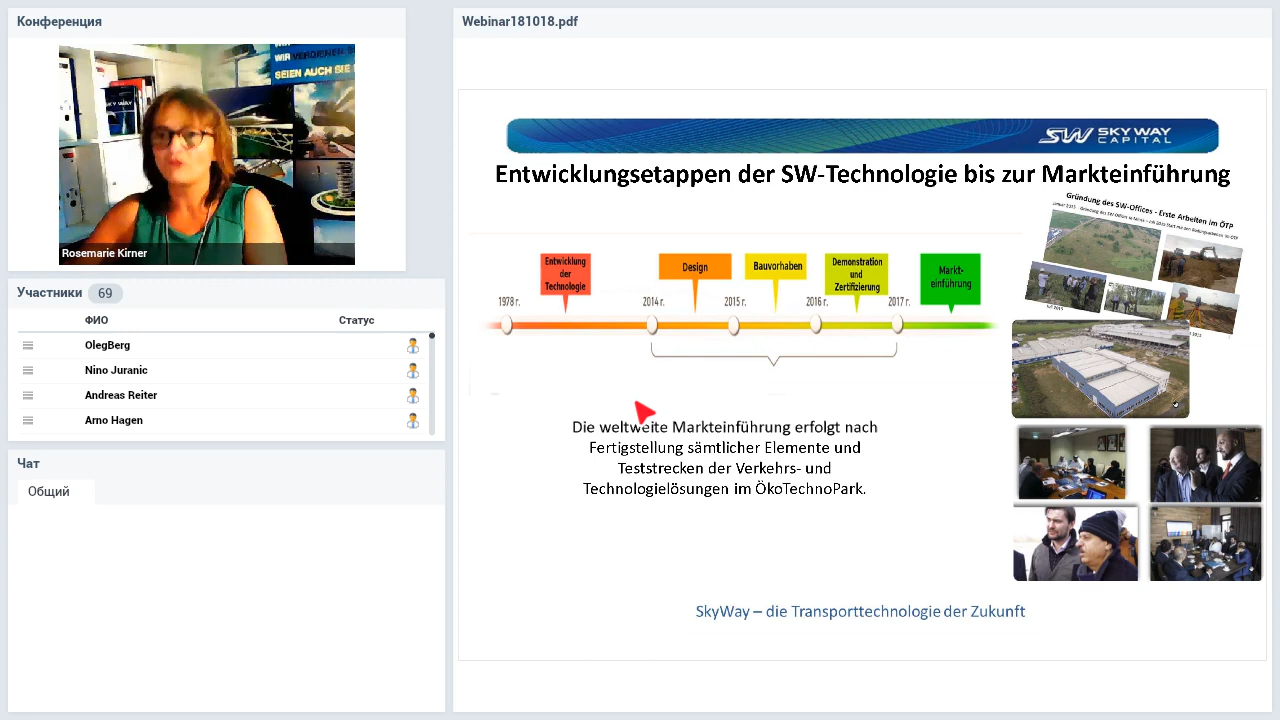 Конференция
WIR VERDIENEN
SEIEN AUCH SIE
SKY WAY
Rosemarie Kirner
Участники 69
ФИО Статус
OlegBerg
Nino Juranic
Andreas Reiter
Arno Hagen
Чат
Общий
Webinar181018.pdf
SW SKY WAY
CAPITAL
Entwicklungsetappen der SW-Technologie bis zur Markteinführung
Gründung des SW-Offices - Erste Arbeiten im ÖTP
Entwicklung
der
Technologie
Design
Bauvorhaben
Demonstration
und
Zertifizierung
Markt-
einführung
1978 г. 2014 г. 2015 г. 2016 г. 2017 г.
Die weltweite Markteinführung erfolgt nach
Fertigstellung sämtlicher Elemente und
Teststrecken der Verkehrs- und
Technologielösungen im ÖkoTechnoPark.
SkyWay – die Transporttechnologie der Zukunft